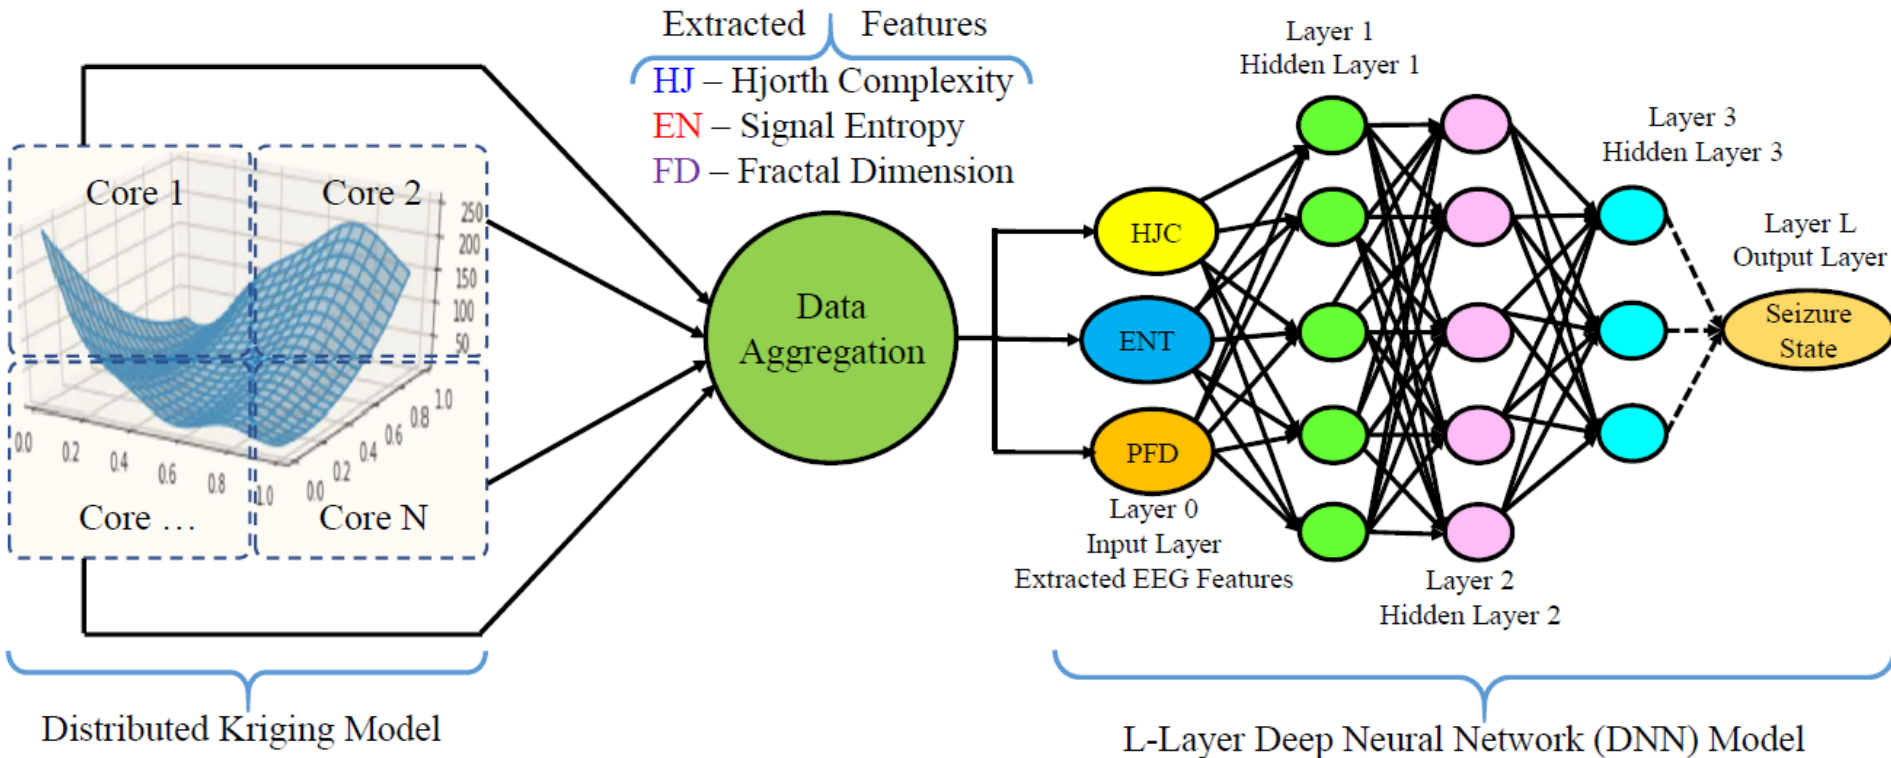 Extracted Features
HJ – Hjorth Complexity
EN – Signal Entropy
FD – Fractal Dimension
Core 1
Core 2
Core …
Core N
250
200
150
100
50
0.0
0.2
0.4
0.6
0.8
1.0
0.0
0.2
0.4
0.6
0.8
1.0
Distributed Kriging Model
Data
Aggregation
HJC
ENT
PFD
Layer 0
Input Layer
Extracted EEG Features
Layer 1
Hidden Layer 1
Layer 2
Hidden Layer 2
Layer 3
Hidden Layer 3
Layer L
Output Layer
Seizure
State
L-Layer Deep Neural Network (DNN) Model